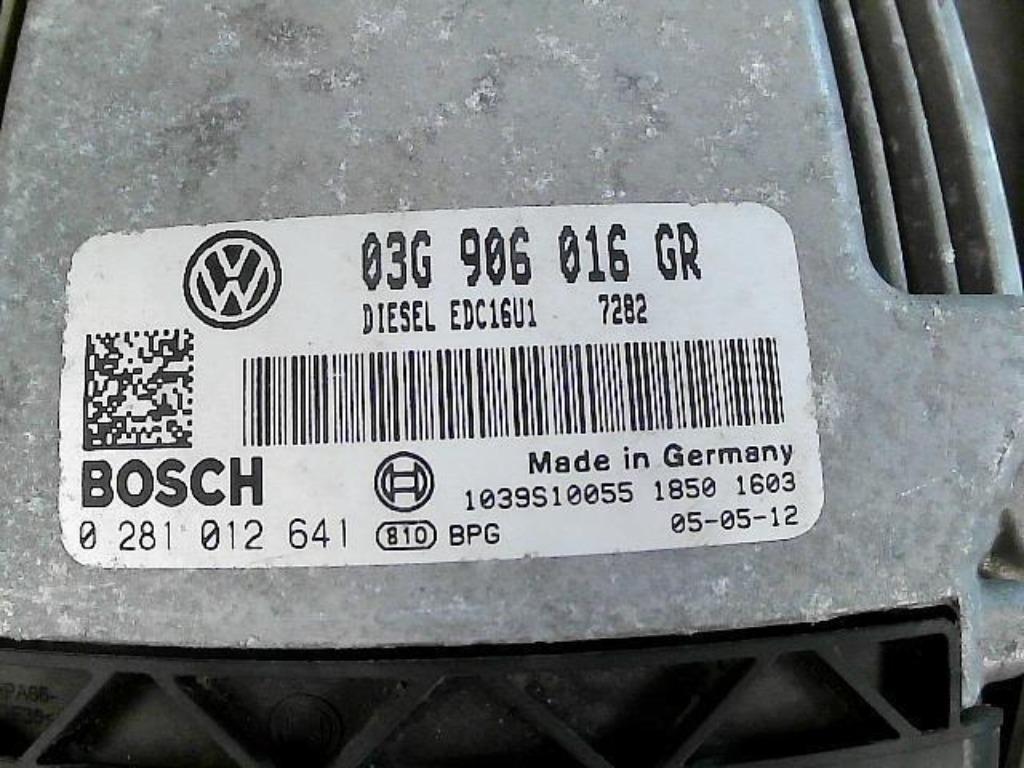 03G 906 016 GR
DIESEL EDC16U1 7282
BOSCH
Made in Germany
1039S10055 1850 1603
0 281 012 641 810 BPG 05-05-12